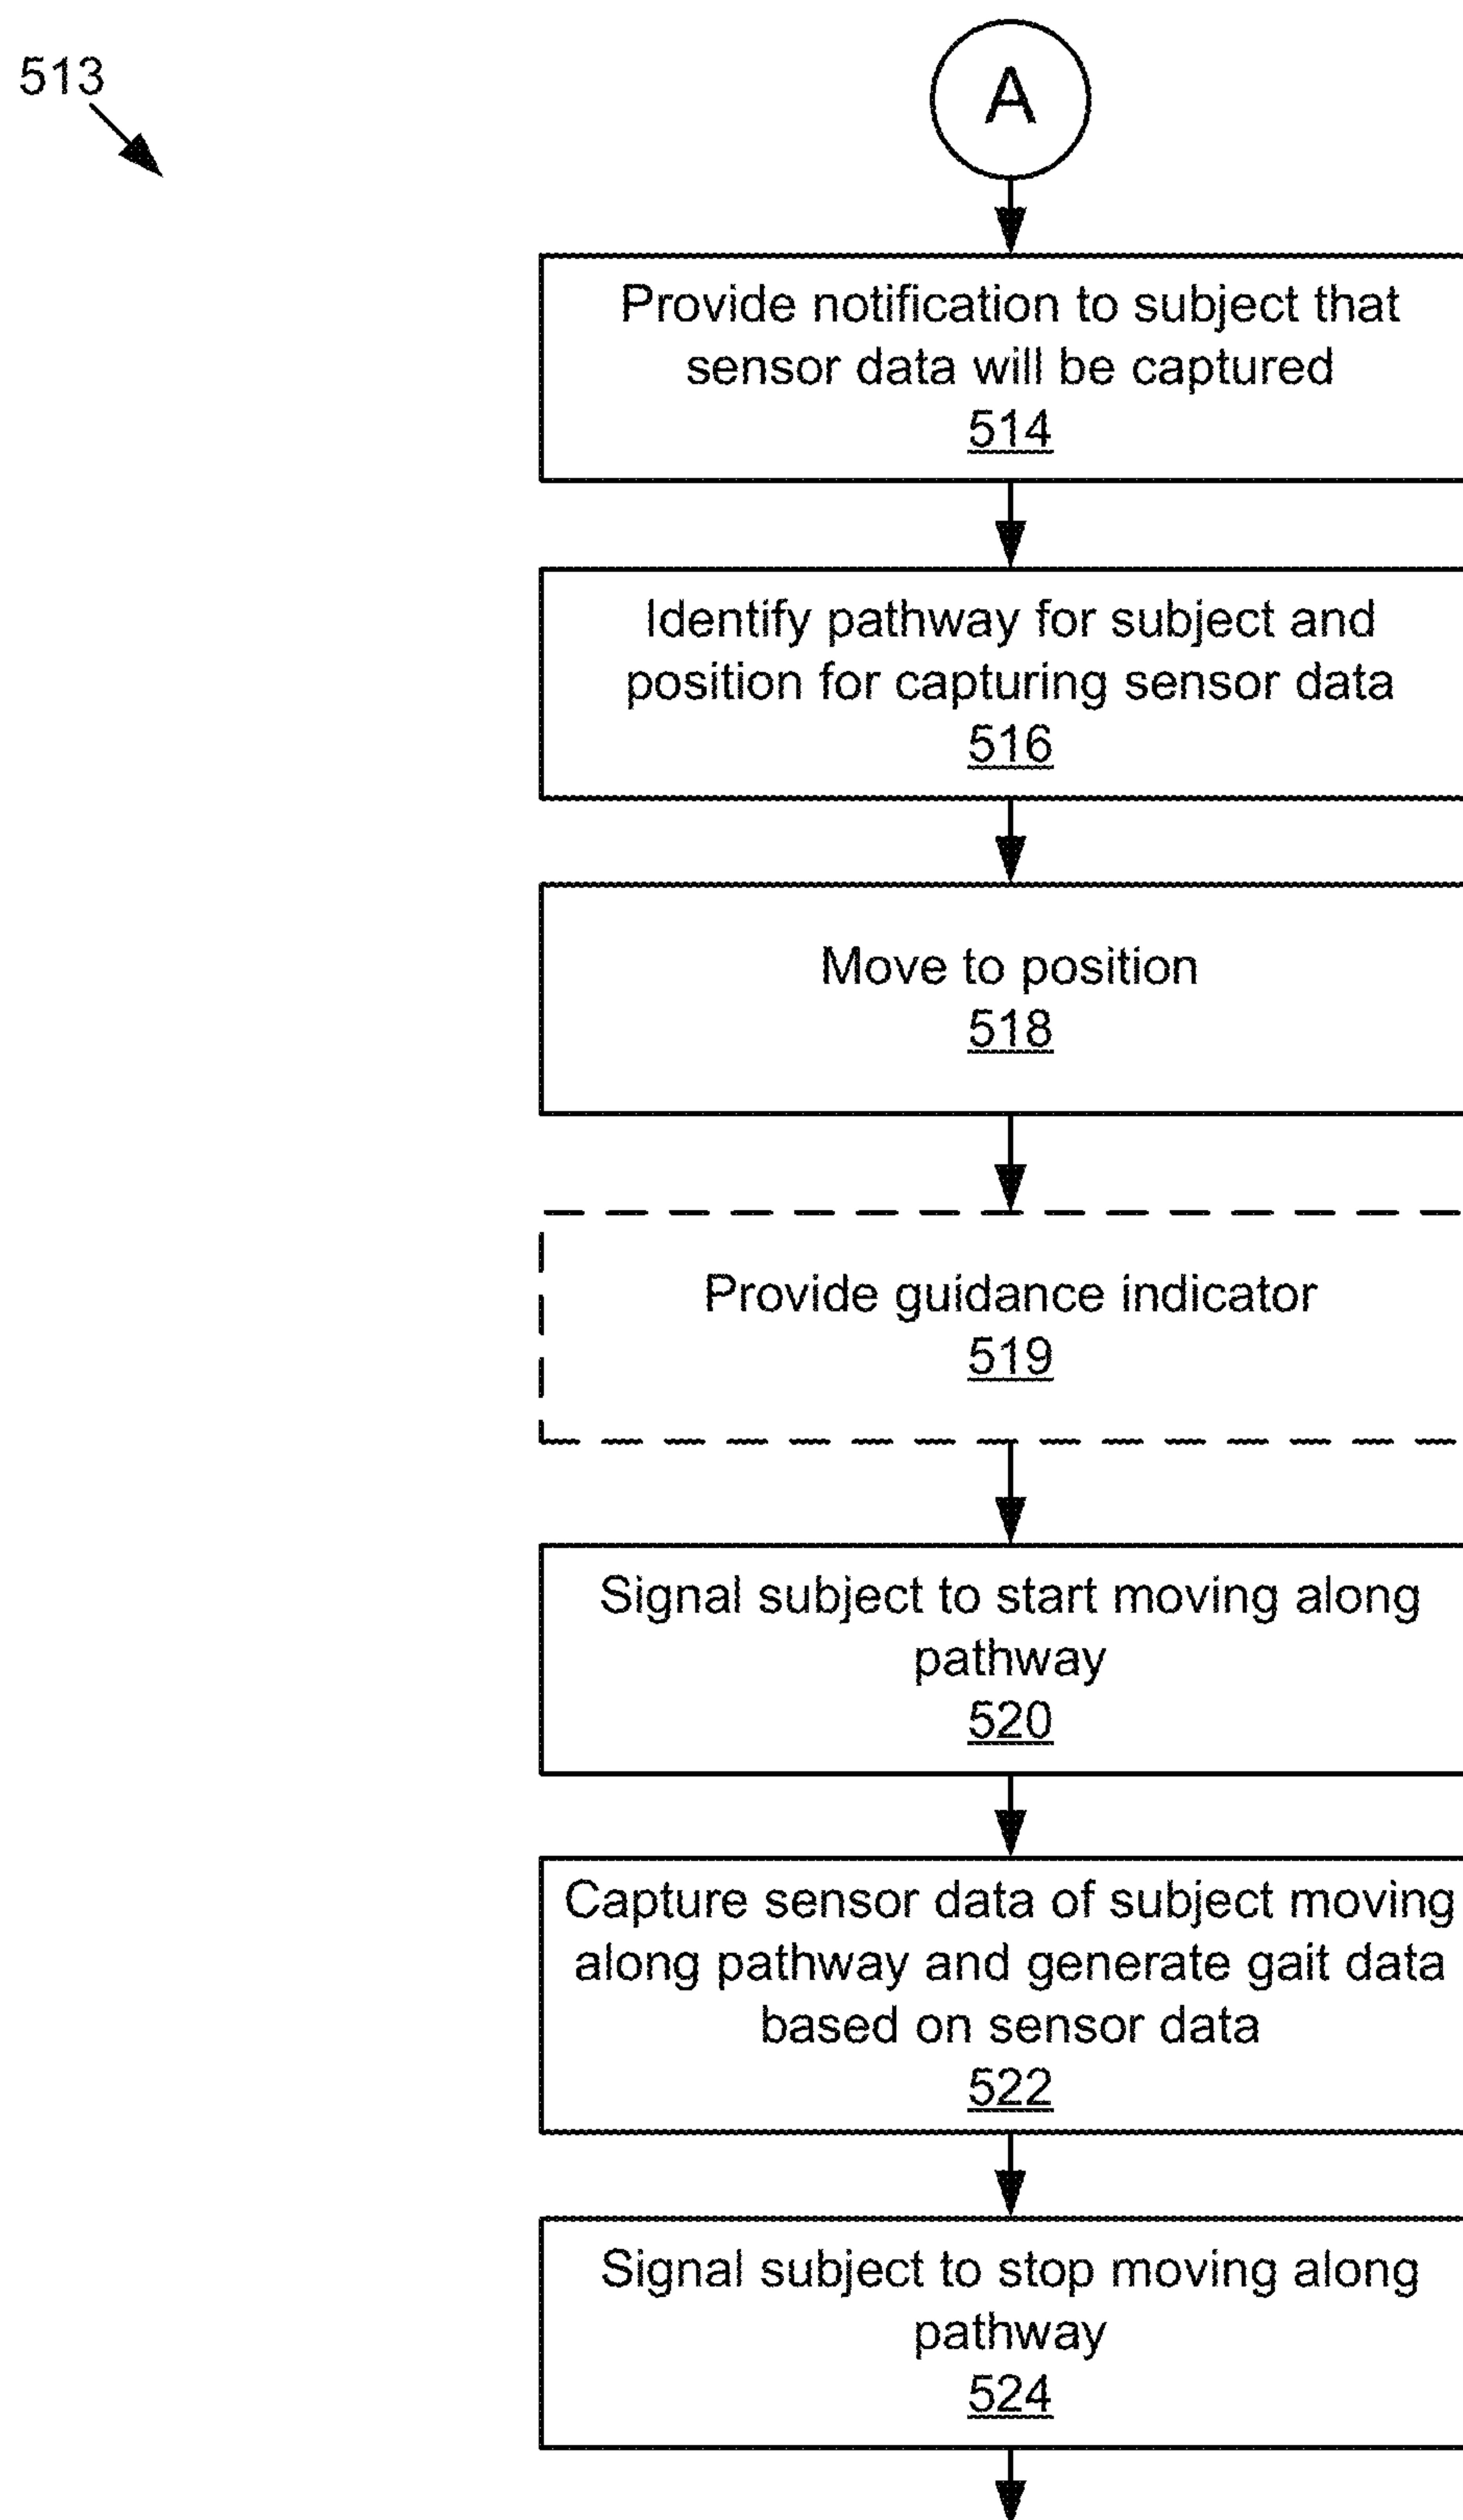 513
A
Provide notification to subject that
sensor data will be captured
514
Identify pathway for subject and
position for capturing sensor data
516
Move to position
518
Provide guidance indicator
519
Signal subject to start moving along
pathway
520
Capture sensor data of subject moving
along pathway and generate gait data
based on sensor data
522
Signal subject to stop moving along
pathway
524